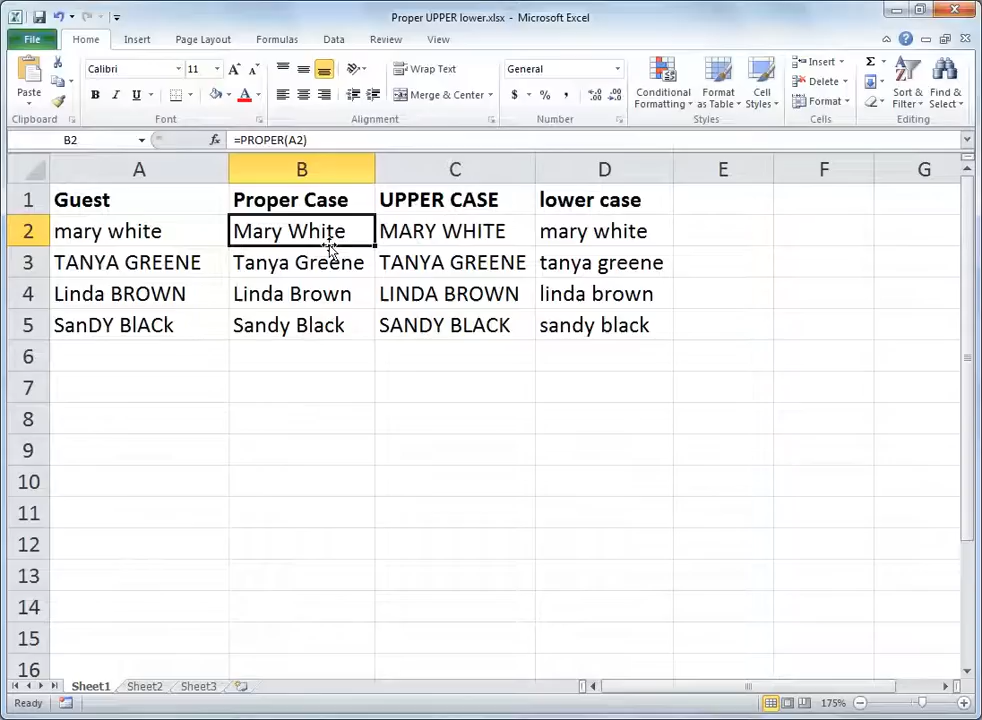 Proper UPPER lower.xlsx - Microsoft Excel
File Home Insert Page Layout Formulas Data Review View
Paste
Calibri 11
B I U
Wrap Text
Merge & Center
General
$ % ,
Conditional Formatting
Format as Table
Cell Styles
Insert
Delete
Format
Σ
Sort & Filter
Find & Select
Clipboard Font Alignment Number Styles Cells Editing
B2 fx =PROPER(A2)
A B C D E F G
1 Guest Proper Case UPPER CASE lower case
2 mary white Mary White MARY WHITE mary white
3 TANYA GREENE Tanya Greene TANYA GREENE tanya greene
4 Linda BROWN Linda Brown LINDA BROWN linda brown
5 SanDY BlACk Sandy Black SANDY BLACK sandy black
6
7
8
9
10
11
12
13
14
15
16
Sheet1 Sheet2 Sheet3
Ready 175%